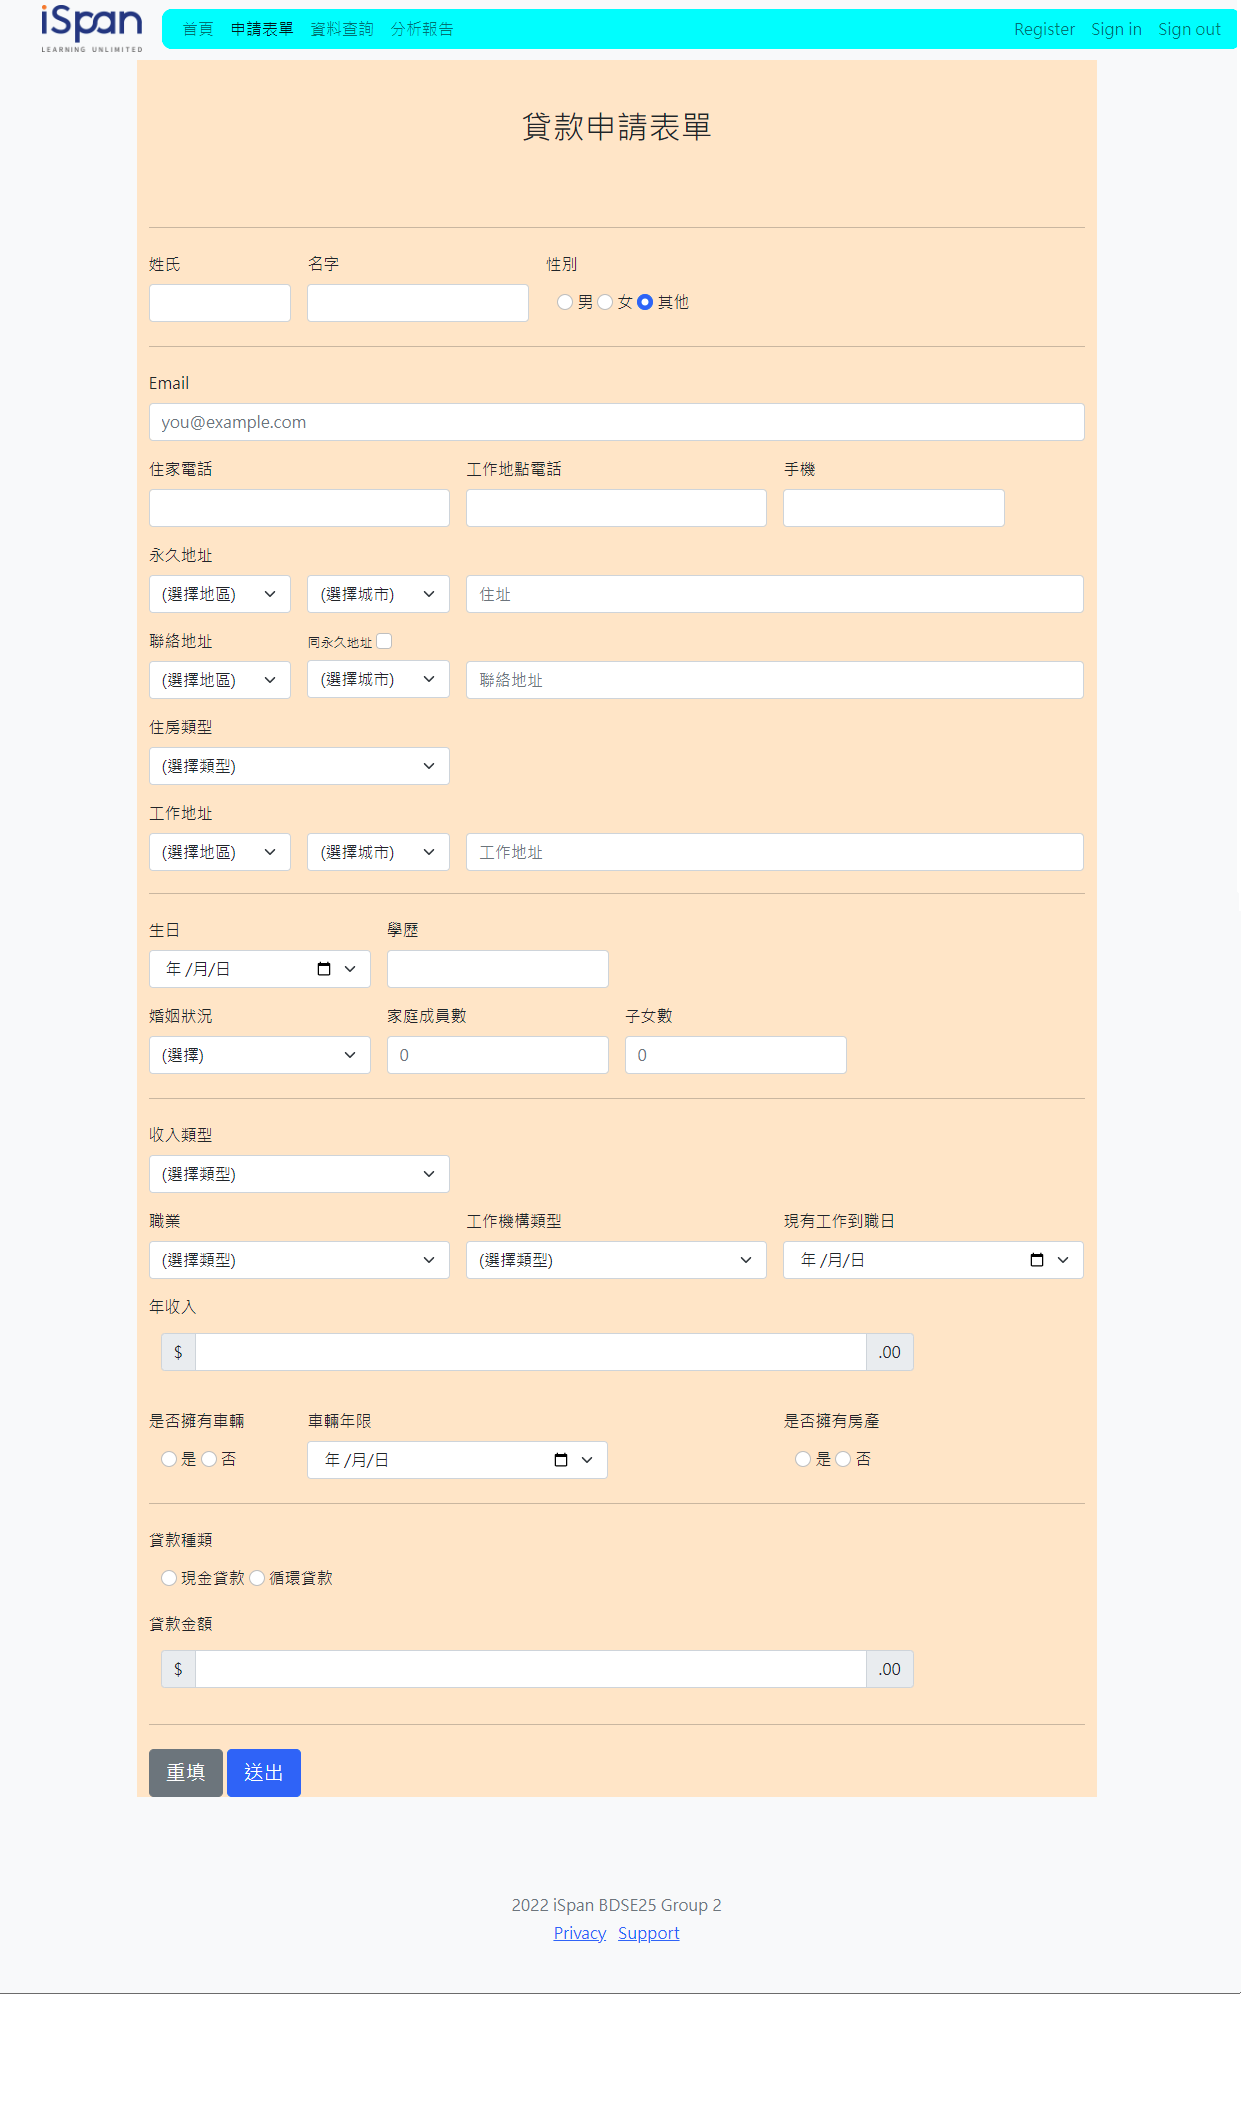 iSpan
LEARNING UNLIMITED
首頁 申請表單 資料查詢 分析報告 Register Sign in Sign out
貸款申請表單
姓氏 名字 性別
男 女 其他
Email
you@example.com
住家電話 工作地點電話 手機
永久地址
(選擇地區) (選擇城市) 住址
聯絡地址 同永久地址
(選擇地區) (選擇城市) 聯絡地址
住房類型
(選擇類型)
工作地址
(選擇地區) (選擇城市) 工作地址
生日 學歷
年 /月/日
婚姻狀況 家庭成員數 子女數
(選擇) 0 0
收入類型
(選擇類型)
職業 工作機構類型 現有工作到職日
(選擇類型) (選擇類型) 年 /月/日
年收入
$ .00
是否擁有車輛 車輛年限 是否擁有房產
是 否 年 /月/日 是 否
貸款種類
現金貸款 循環貸款
貸款金額
$ .00
重填 送出
2022 iSpan BDSE25 Group 2
Privacy Support